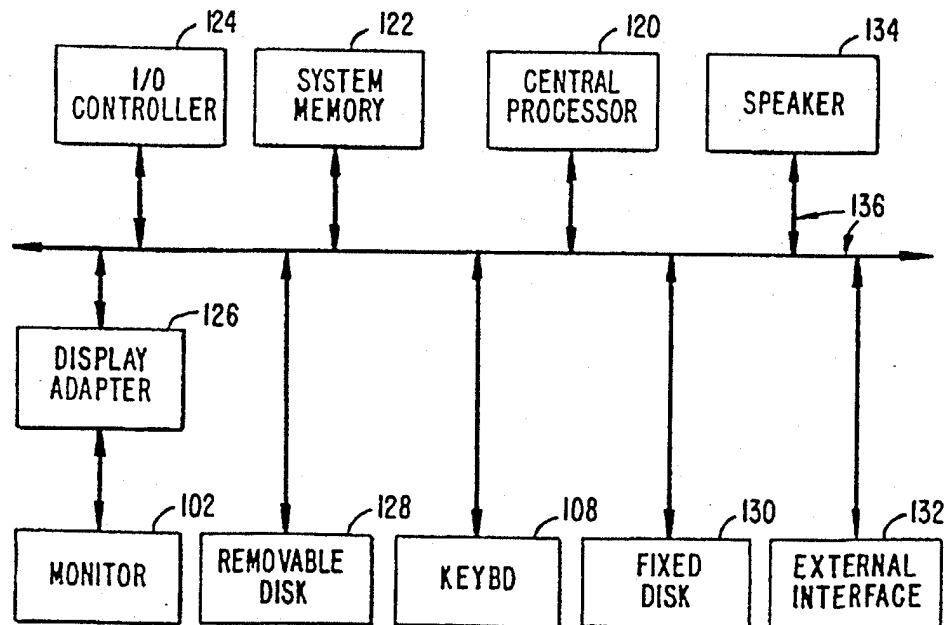 124
I/O
CONTROLLER
122
SYSTEM
MEMORY
120
CENTRAL
PROCESSOR
134
SPEAKER
136
126
DISPLAY
ADAPTER
102
MONITOR
128
REMOVABLE
DISK
108
KEYBD
130
FIXED
DISK
132
EXTERNAL
INTERFACE